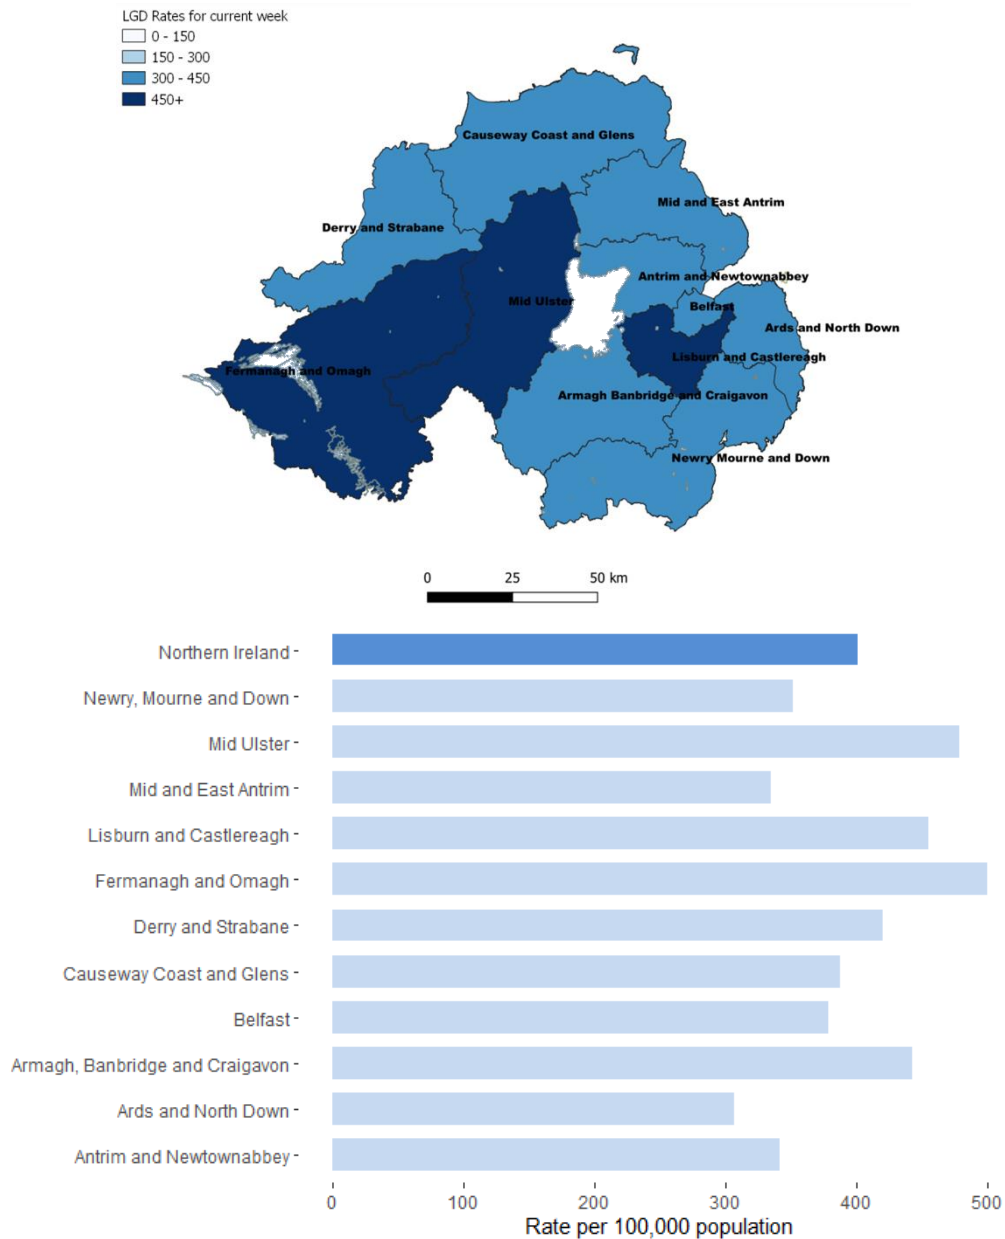 LGD Rates for current week
0 - 150
150 - 300
300 - 450
450+
Causeway Coast and Glens
Mid and East Antrim
Derry and Strabane
Antrim and Newtownabbey
Mid Ulster
Belfast
Ards and North Down
Lisburn and Castlereagh
Fermanagh and Omagh
Armagh Banbridge and Craigavon
Newry Mourne and Down
0 25 50 km
Northern Ireland
Newry, Mourne and Down
Mid Ulster
Mid and East Antrim
Lisburn and Castlereagh
Fermanagh and Omagh
Derry and Strabane
Causeway Coast and Glens
Belfast
Armagh, Banbridge and Craigavon
Ards and North Down
Antrim and Newtownabbey
0 100 200 300 400 500
Rate per 100,000 population